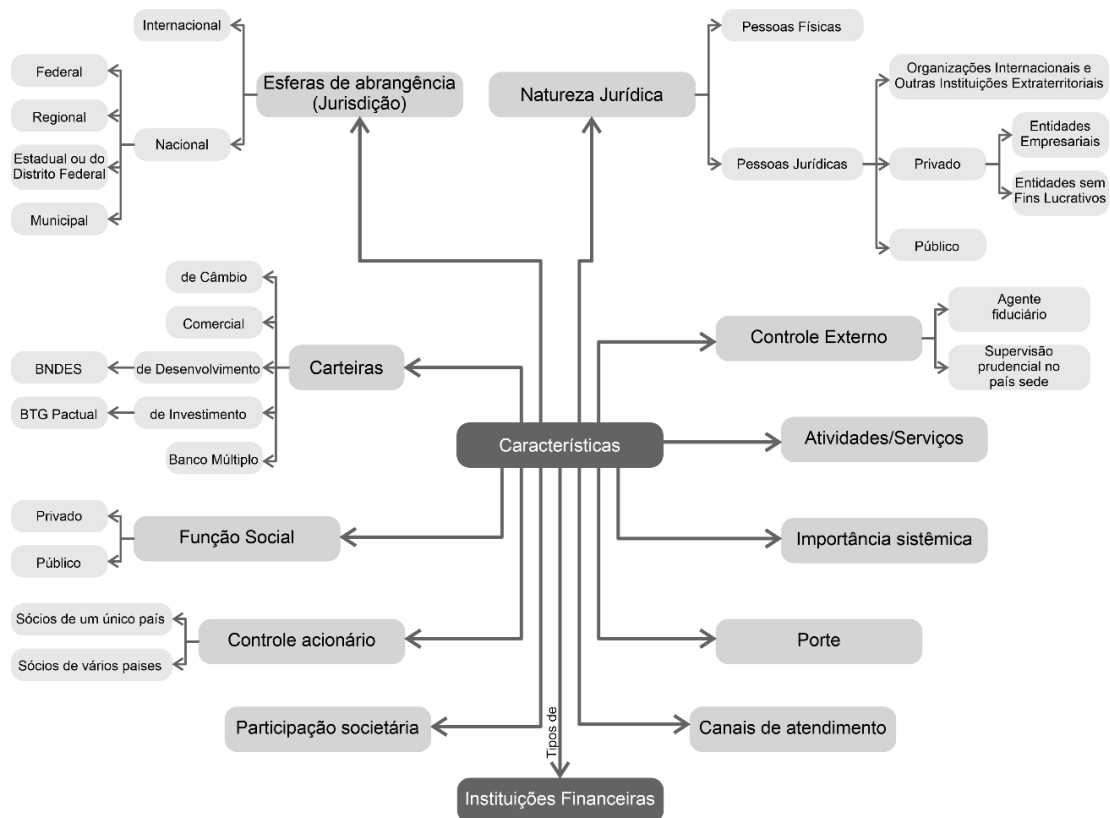 Internacional
Federal
Regional
Estadual ou do
Distrito Federal
Municipal
Nacional
Esferas de abrangência
(Jurisdição)
Natureza Jurídica
Pessoas Físicas
Pessoas Jurídicas
Organizações Internacionais e
Outras Instituições Extraterritoriais
Privado
Entidades
Empresariais
Entidades sem
Fins Lucrativos
Público
de Câmbio
Comercial
BNDES
de Desenvolvimento
BTG Pactual
de Investimento
Banco Múltiplo
Carteiras
Controle Externo
Agente
fiduciário
Supervisão
prudencial no
país sede
Características
Atividades/Serviços
Privado
Público
Função Social
Importância sistêmica
Sócios de um único país
Sócios de vários paises
Controle acionário
Porte
Participação societária
Tipos de
Canais de atendimento
Instituições Financeiras